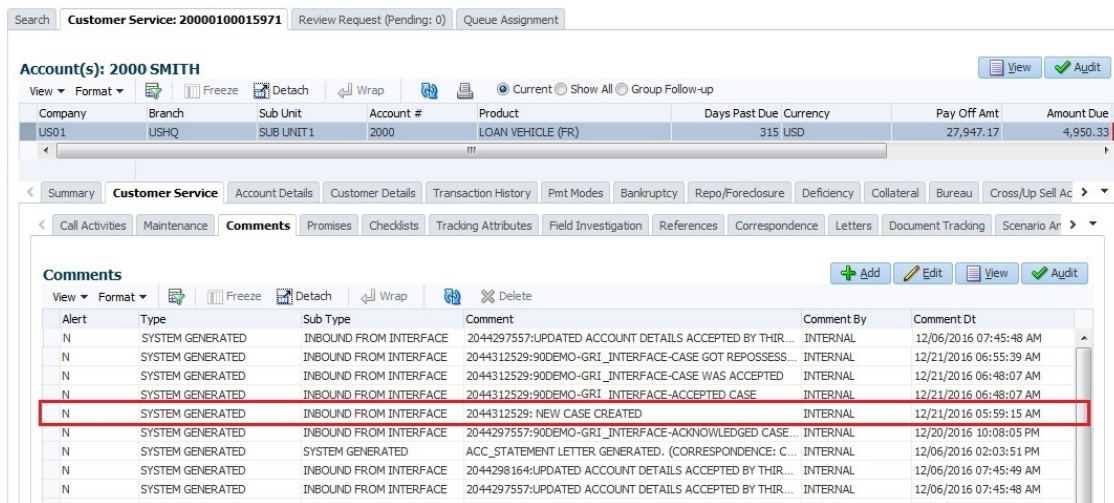 Search Customer Service: 20000100015971 Review Request (Pending: 0) Queue Assignment
Account(s): 2000 SMITH View Audit
View Format Freeze Detach Wrap Current Show All Group Follow-up
Company Branch Sub Unit Account # Product Days Past Due Currency Pay Off Amt Amount Due
US01 USHQ SUB UNIT1 2000 LOAN VEHICLE (FR) 315 USD 27,947.17 4,950.33
Summary Customer Service Account Details Customer Details Transaction History Pmt Modes Bankruptcy Repo/Foreclosure Deficiency Collateral Bureau Cross/Up Sell Ac
Call Activities Maintenance Comments Promises Checklists Tracking Attributes Field Investigation References Correspondence Letters Document Tracking Scenario An
Comments Add Edit View Audit
View Format Freeze Detach Wrap Delete
Alert Type Sub Type Comment Comment By Comment Dt
N SYSTEM GENERATED INBOUND FROM INTERFACE 2044297557:UPDATED ACCOUNT DETAILS ACCEPTED BY THIR... INTERNAL 12/06/2016 07:45:48 AM
N SYSTEM GENERATED INBOUND FROM INTERFACE 2044312529:90DEMO-GRI_INTERFACE-CASE GOT REPOSSESS... INTERNAL 12/21/2016 06:55:39 AM
N SYSTEM GENERATED INBOUND FROM INTERFACE 2044312529:90DEMO-GRI_INTERFACE-CASE WAS ACCEPTED INTERNAL 12/21/2016 06:48:07 AM
N SYSTEM GENERATED INBOUND FROM INTERFACE 2044312529:90DEMO-GRI_INTERFACE-ACCEPTED CASE INTERNAL 12/21/2016 06:48:07 AM
N SYSTEM GENERATED INBOUND FROM INTERFACE 2044312529: NEW CASE CREATED INTERNAL 12/21/2016 05:59:15 AM
N SYSTEM GENERATED INBOUND FROM INTERFACE 2044297557:90DEMO-GRI_INTERFACE-ACKNOWLEDGED CASE... INTERNAL 12/20/2016 10:08:05 PM
N SYSTEM GENERATED SYSTEM GENERATED ACC_STATEMENT LETTER GENERATED. (CORRESPONDENCE: C... INTERNAL 12/06/2016 02:03:51 PM
N SYSTEM GENERATED INBOUND FROM INTERFACE 2044298164:UPDATED ACCOUNT DETAILS ACCEPTED BY THIR... INTERNAL 12/06/2016 07:45:49 AM
N SYSTEM GENERATED INBOUND FROM INTERFACE 2044297557:UPDATED ACCOUNT DETAILS ACCEPTED BY THIR... INTERNAL 12/06/2016 07:45:48 AM